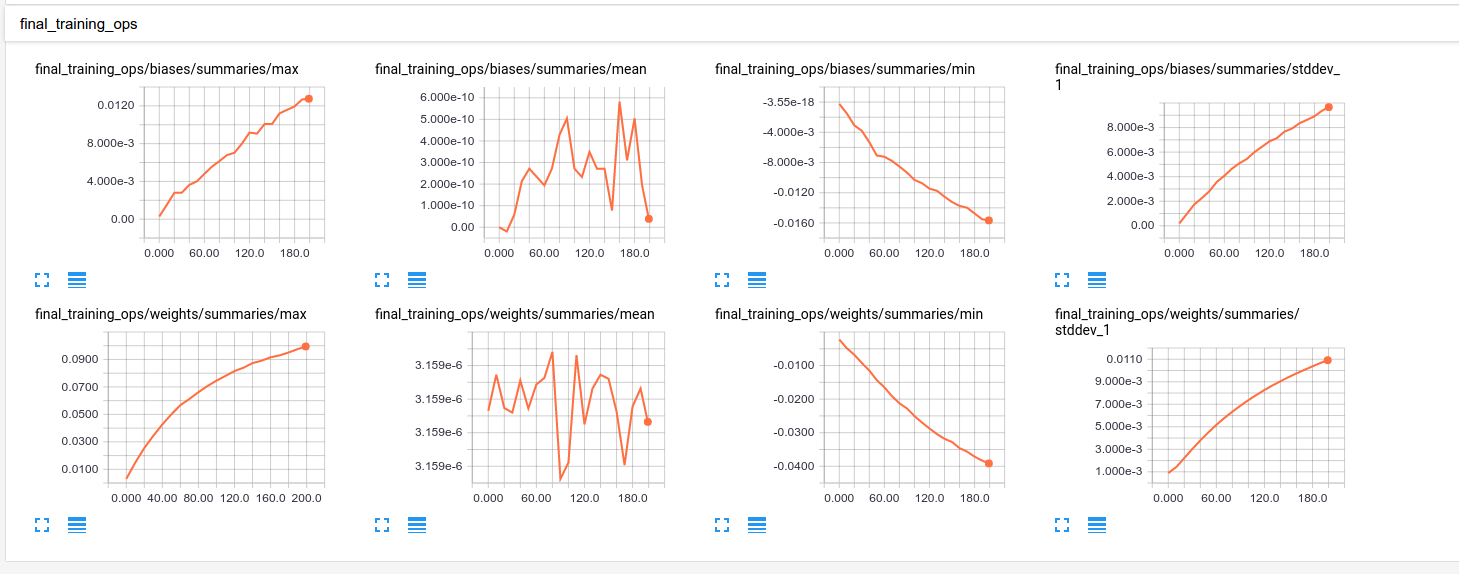 final_training_ops
final_training_ops/biases/summaries/max
0.0120
8.000e-3
4.000e-3
0.00
0.000 60.00 120.0 180.0
final_training_ops/biases/summaries/mean
6.000e-10
5.000e-10
4.000e-10
3.000e-10
2.000e-10
1.000e-10
0.00
0.000 60.00 120.0 180.0
final_training_ops/biases/summaries/min
-3.55e-18
-4.000e-3
-8.000e-3
-0.0120
-0.0160
0.000 60.00 120.0 180.0
final_training_ops/biases/summaries/stddev_
1
8.000e-3
6.000e-3
4.000e-3
2.000e-3
0.00
0.000 60.00 120.0 180.0
final_training_ops/weights/summaries/max
0.0900
0.0700
0.0500
0.0300
0.0100
0.000 40.00 80.00 120.0 160.0 200.0
final_training_ops/weights/summaries/mean
3.159e-6
3.159e-6
3.159e-6
3.159e-6
0.000 60.00 120.0 180.0
final_training_ops/weights/summaries/min
-0.0100
-0.0200
-0.0300
-0.0400
0.000 60.00 120.0 180.0
final_training_ops/weights/summaries/
stddev_1
0.0110
9.000e-3
7.000e-3
5.000e-3
3.000e-3
1.000e-3
0.000 60.00 120.0 180.0